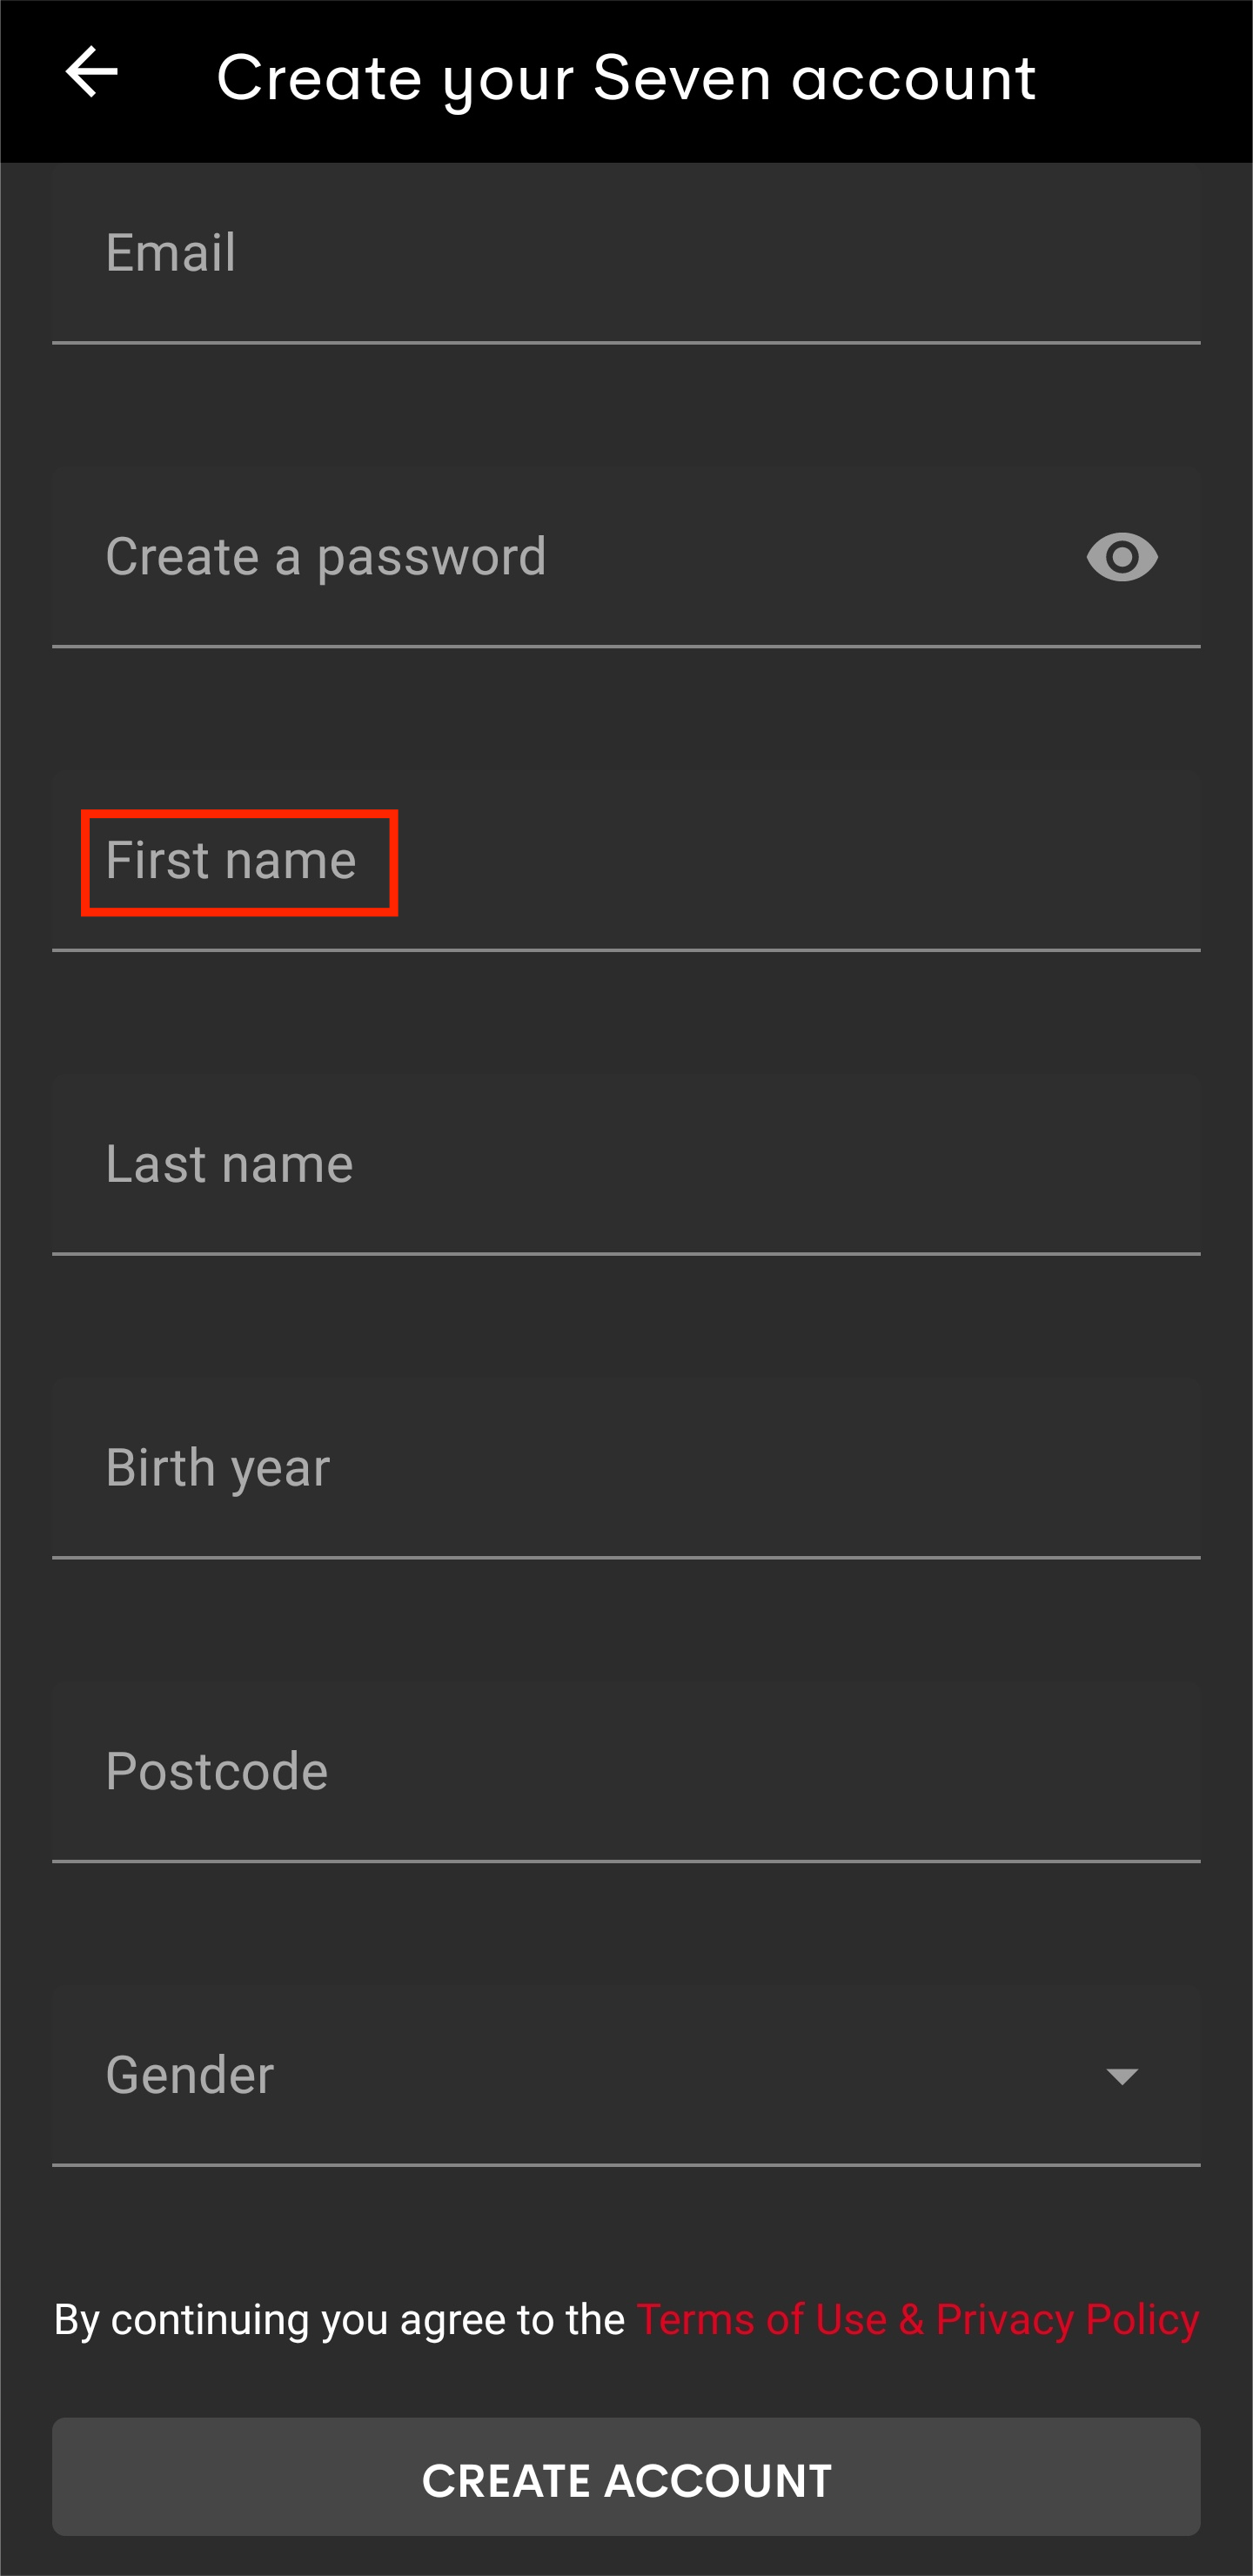 Create your Seven account
Email
Create a password
First name
Last name
Birth year
Postcode
Gender
By continuing you agree to the Terms of Use & Privacy Policy
CREATE ACCOUNT